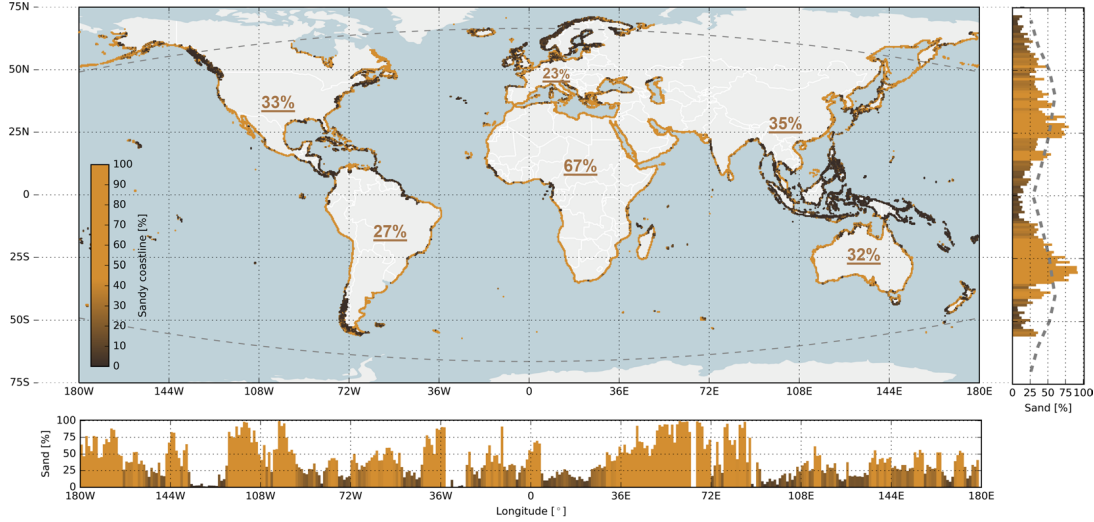 75N
50N
25N
0
25S
50S
75S
33%
23%
35%
67%
27%
32%
100
90
80
70
60
50
40
30
20
10
0
Sandy coastline [%]
180W
144W
108W
72W
36W
0
36E
72E
108E
144E
180E
0 25 50 75 100
Sand [%]
100
75
50
25
0
Sand [%]
180W
144W
108W
72W
36W
0
36E
72E
108E
144E
180E
Longitude [°]